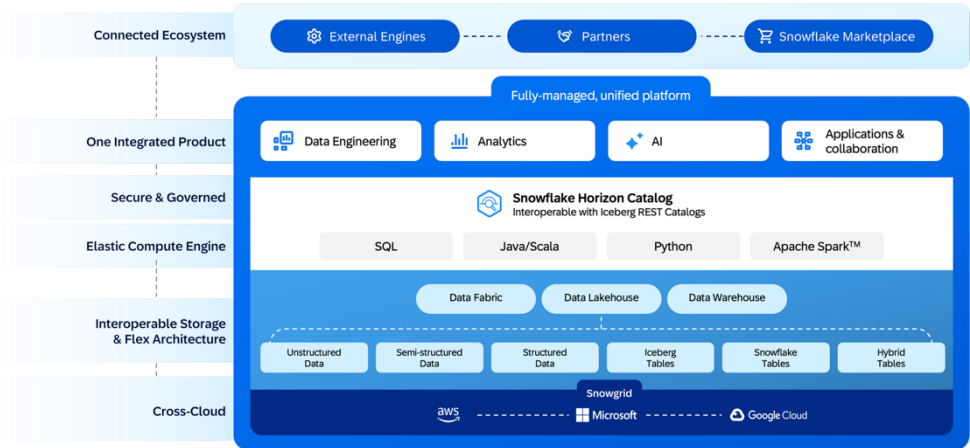 Connected Ecosystem
External Engines
Partners
Snowflake Marketplace
Fully-managed, unified platform
One Integrated Product
Data Engineering
Analytics
AI
Applications &
collaboration
Secure & Governed
Snowflake Horizon Catalog
Interoperable with Iceberg REST Catalogs
Elastic Compute Engine
SQL
Java/Scala
Python
Apache Spark™
Interoperable Storage
& Flex Architecture
Data Fabric
Data Lakehouse
Data Warehouse
Unstructured
Data
Semi-structured
Data
Structured
Data
Iceberg
Tables
Snowflake
Tables
Hybrid
Tables
Cross-Cloud
Snowgrid
aws
Microsoft
Google Cloud